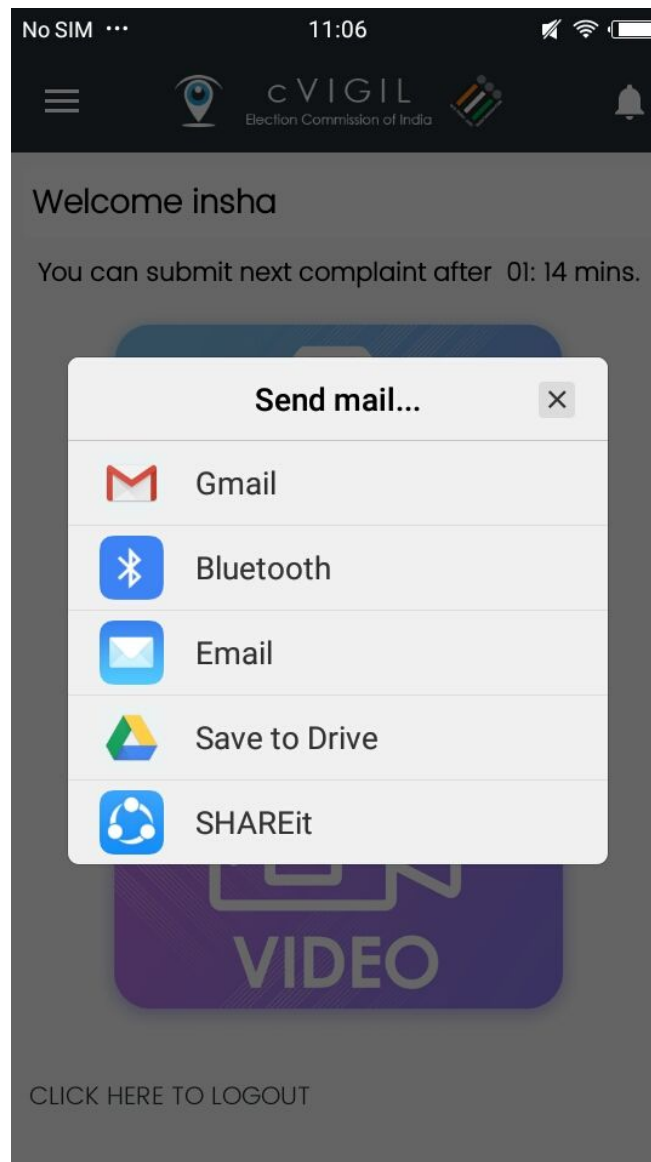 No SIM ··· 11:06
cVIGIL
Election Commission of India
Welcome insha
You can submit next complaint after 01: 14 mins.
Send mail...
Gmail
Bluetooth
Email
Save to Drive
SHAREit
VIDEO
CLICK HERE TO LOGOUT